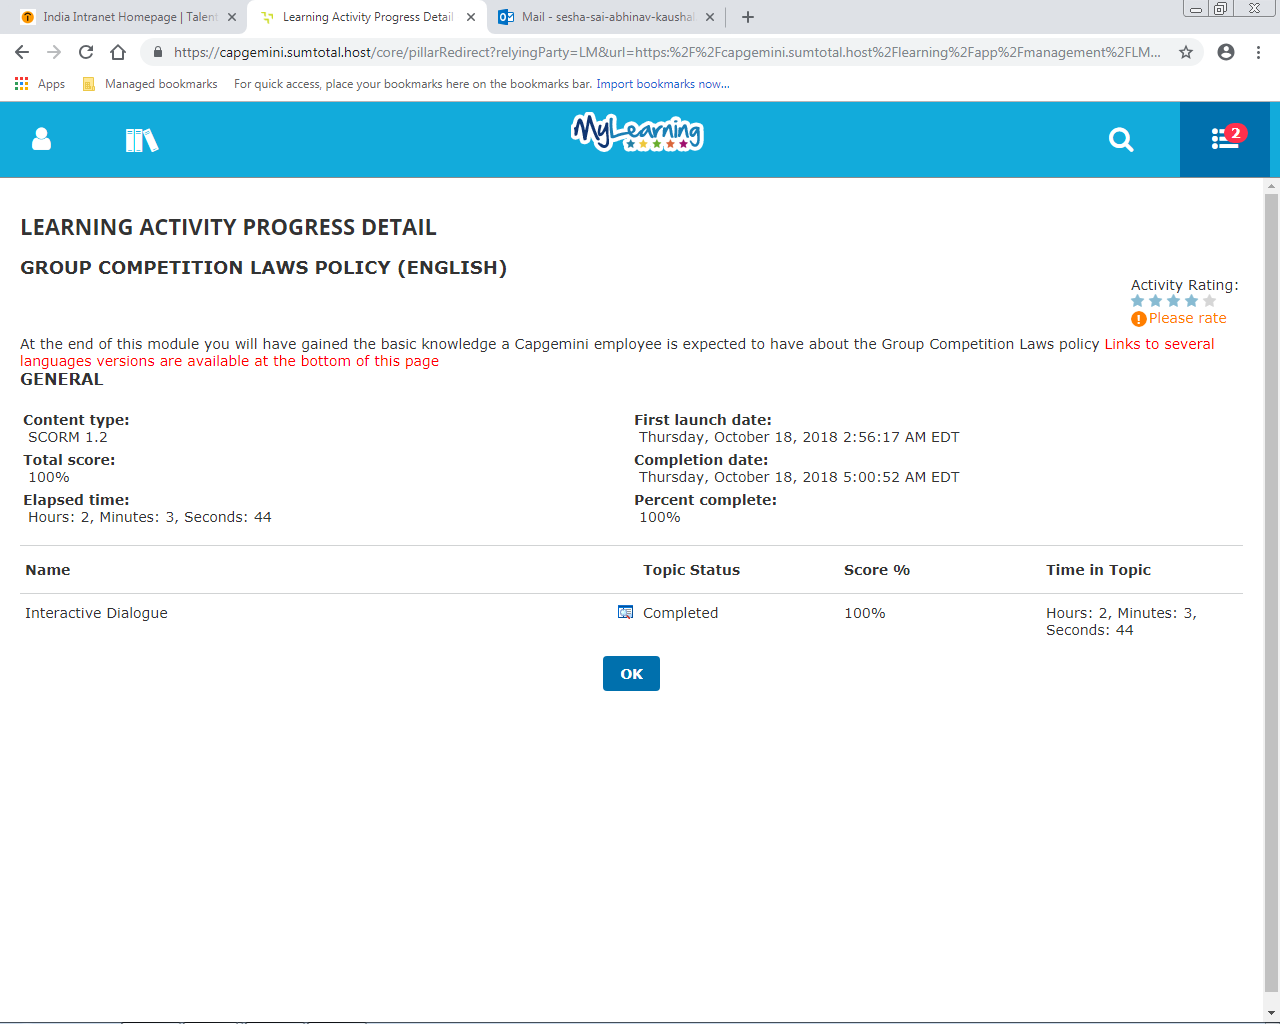 India Intranet Homepage | Talent
Learning Activity Progress Detail
Mail - sesha-sai-abhinav-kaushal
https://capgemini.sumtotal.host/core/pillarRedirect?relyingParty=LM&url=https:%2F%2Fcapgemini.sumtotal.host%2Flearning%2Fapp%2Fmanagement%2FLM...
Apps Managed bookmarks For quick access, place your bookmarks here on the bookmarks bar. Import bookmarks now...
MyLearning
2
LEARNING ACTIVITY PROGRESS DETAIL
GROUP COMPETITION LAWS POLICY (ENGLISH)
Activity Rating:
Please rate
At the end of this module you will have gained the basic knowledge a Capgemini employee is expected to have about the Group Competition Laws policy Links to several
languages versions are available at the bottom of this page
GENERAL
Content type:
SCORM 1.2
First launch date:
Thursday, October 18, 2018 2:56:17 AM EDT
Total score:
100%
Completion date:
Thursday, October 18, 2018 5:00:52 AM EDT
Elapsed time:
Hours: 2, Minutes: 3, Seconds: 44
Percent complete:
100%
Name Topic Status Score % Time in Topic
Interactive Dialogue Completed 100% Hours: 2, Minutes: 3,
Seconds: 44
OK